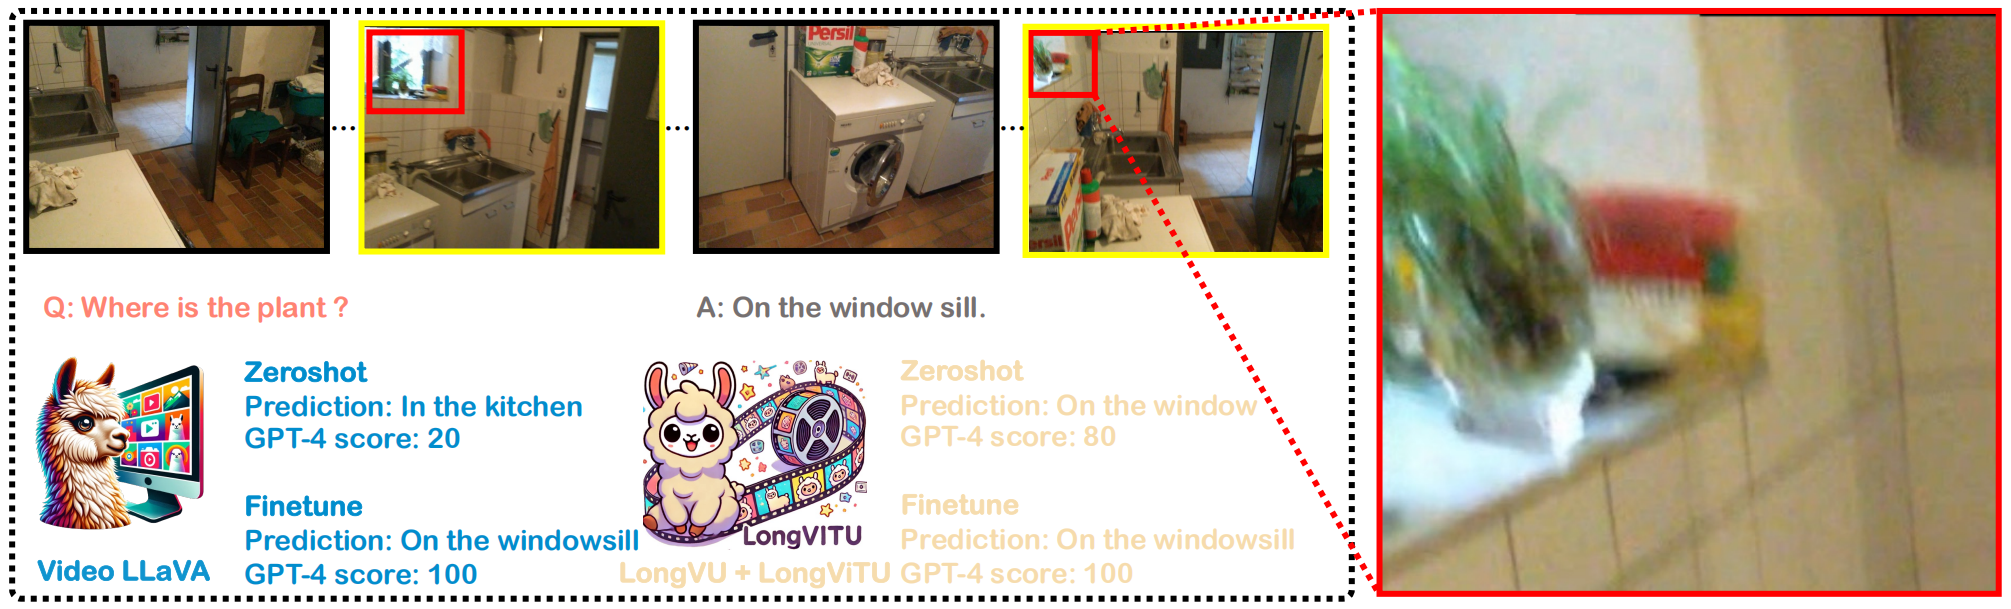 Persil
Persil
ersil
...
...
...
Q: Where is the plant ?
A: On the window sill.
Zeroshot
Prediction: In the kitchen
GPT-4 score: 20
Finetune
Prediction: On the windowsill
GPT-4 score: 100
Video LLaVA
LongVITU
LongVU + LongViTU
Zeroshot
Prediction: On the window
GPT-4 score: 80
Finetune
Prediction: On the windowsill
GPT-4 score: 100